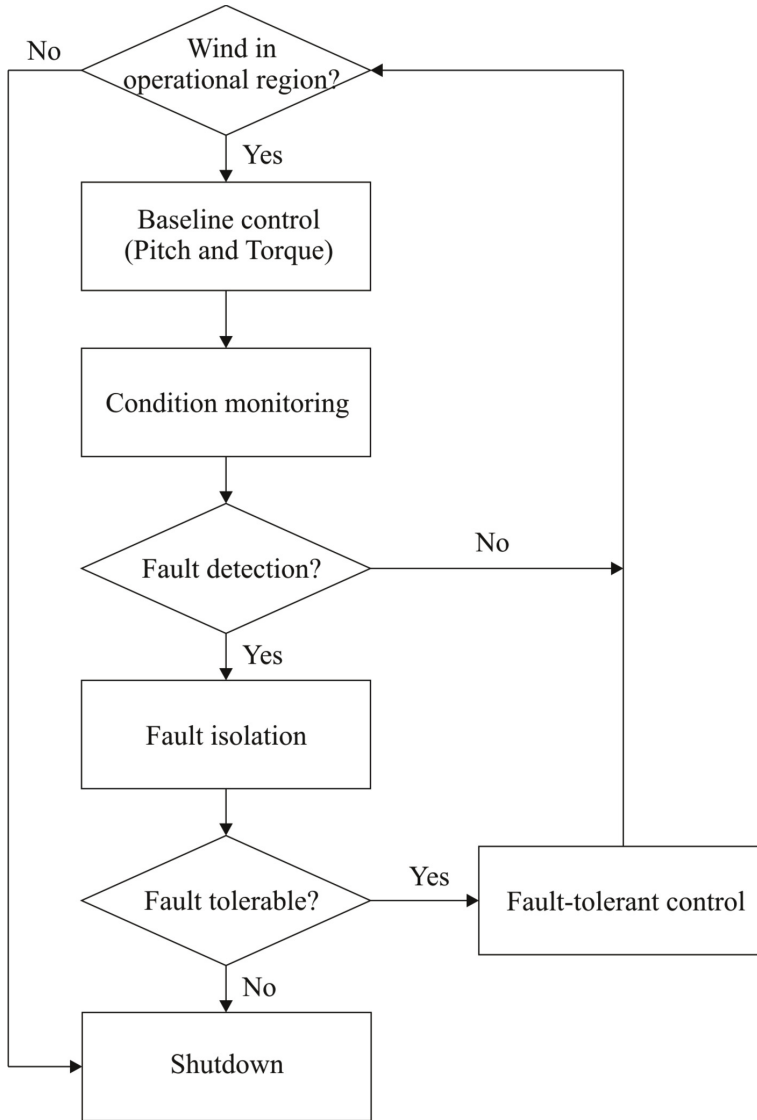 No
Wind in
operational region?
Yes
Baseline control
(Pitch and Torque)
Condition monitoring
No
Fault detection?
Yes
Fault isolation
Yes
Fault tolerable?
Fault-tolerant control
No
Shutdown